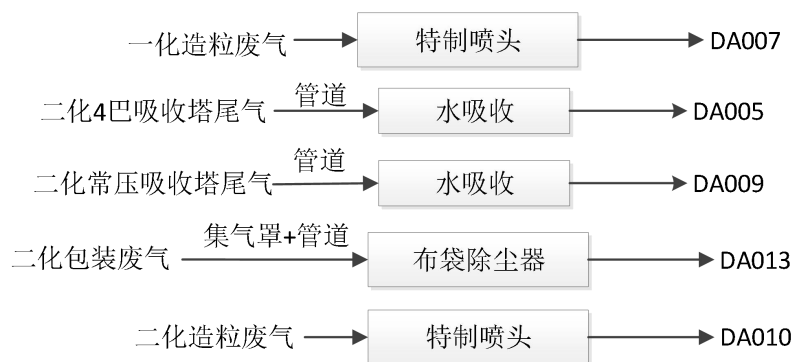 一化造粒废气 特制喷头 DA007
二化4巴吸收塔尾气 管道 水吸收 DA005
二化常压吸收塔尾气 管道 水吸收 DA009
二化包装废气 集气罩+管道 布袋除尘器 DA013
二化造粒废气 特制喷头 DA010